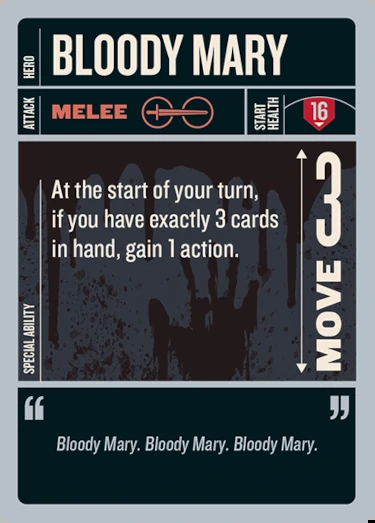 HERO
BLOODY MARY
ATTACK
MELEE
START
HEALTH
16
SPECIAL ABILITY
At the start of your turn,
if you have exactly 3 cards
in hand, gain 1 action.
MOVE 3
“ ”
Bloody Mary. Bloody Mary. Bloody Mary.